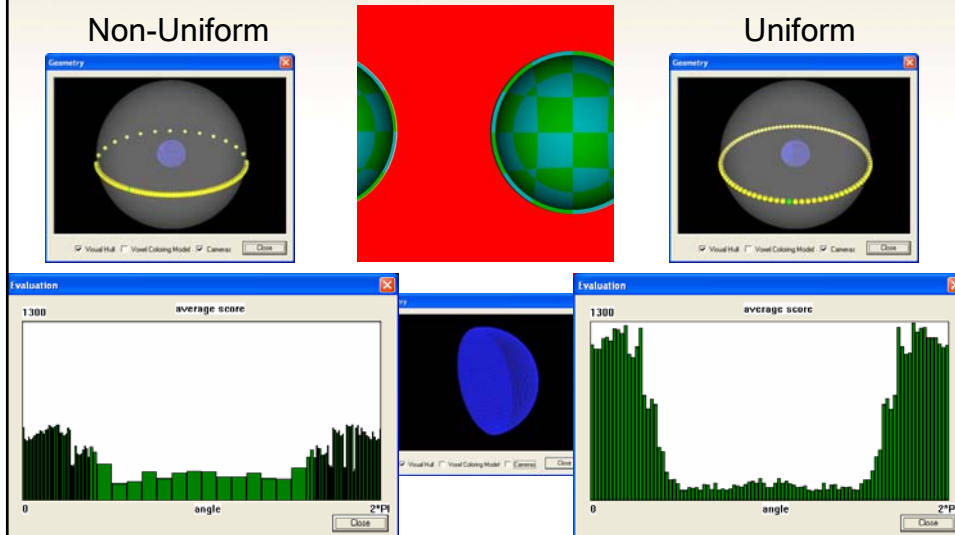 Non-Uniform
Uniform
Geometry
Visual Hull Voxel Coloring Model Cameras Close
Geometry
Visual Hull Voxel Coloring Model Cameras Close
Evaluation
average score
1300
0 angle 2*PI
Close
Visual Hull Voxel Coloring Model Cameras Close
Evaluation
average score
1300
0 angle 2*P
Close